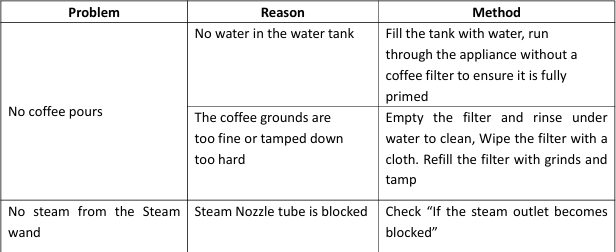 Problem Reason Method
No water in the water tank Fill the tank with water, run
through the appliance without a
coffee filter to ensure it is fully
primed
No coffee pours
The coffee grounds are
too fine or tamped down
too hard
Empty the filter and rinse under
water to clean, Wipe the filter with a
cloth. Refill the filter with grinds and
tamp
No steam from the Steam
wand
Steam Nozzle tube is blocked
Check “If the steam outlet becomes
blocked”